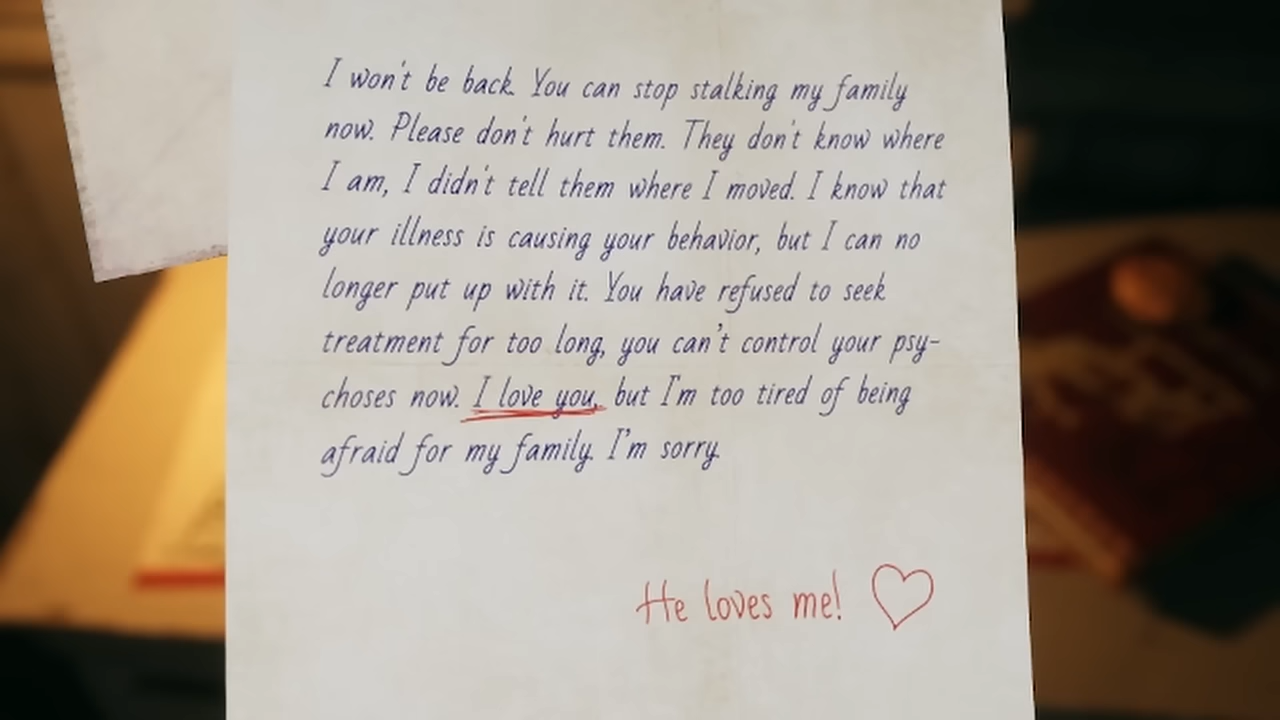 I won't be back. You can stop stalking my family
now. Please don't hurt them. They don't know where
I am, I didn't tell them where I moved. I know that
your illness is causing your behavior, but I can no
longer put up with it. You have refused to seek
treatment for too long, you can't control your psy-
choses now. I love you, but I'm too tired of being
afraid for my family. I'm sorry.
He loves me!